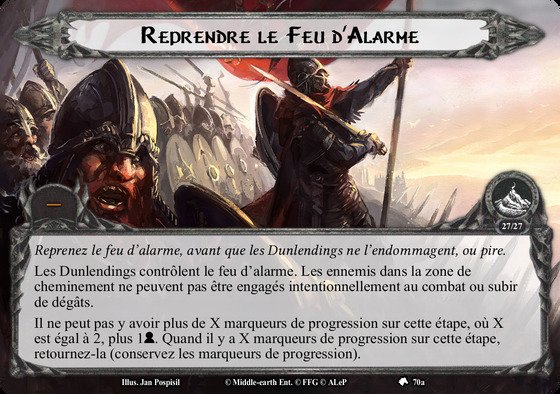 Reprendre le Feu d'Alarme
–
27/27
Reprenez le feu d'alarme, avant que les Dunlendings ne l'endommagent, ou pire.
Les Dunlendings contrôlent le feu d'alarme. Les ennemis dans la zone de
cheminement ne peuvent pas être engagés intentionnellement au combat ou subir
de dégâts.
Il ne peut pas y avoir plus de X marqueurs de progression sur cette étape, où X
est égal à 2, plus 1. Quand il y a X marqueurs de progression sur cette étape,
retournez-la (conservez les marqueurs de progression).
Illus. Jan Pospisil © Middle-earth Ent. © FFG © ALeP 70a